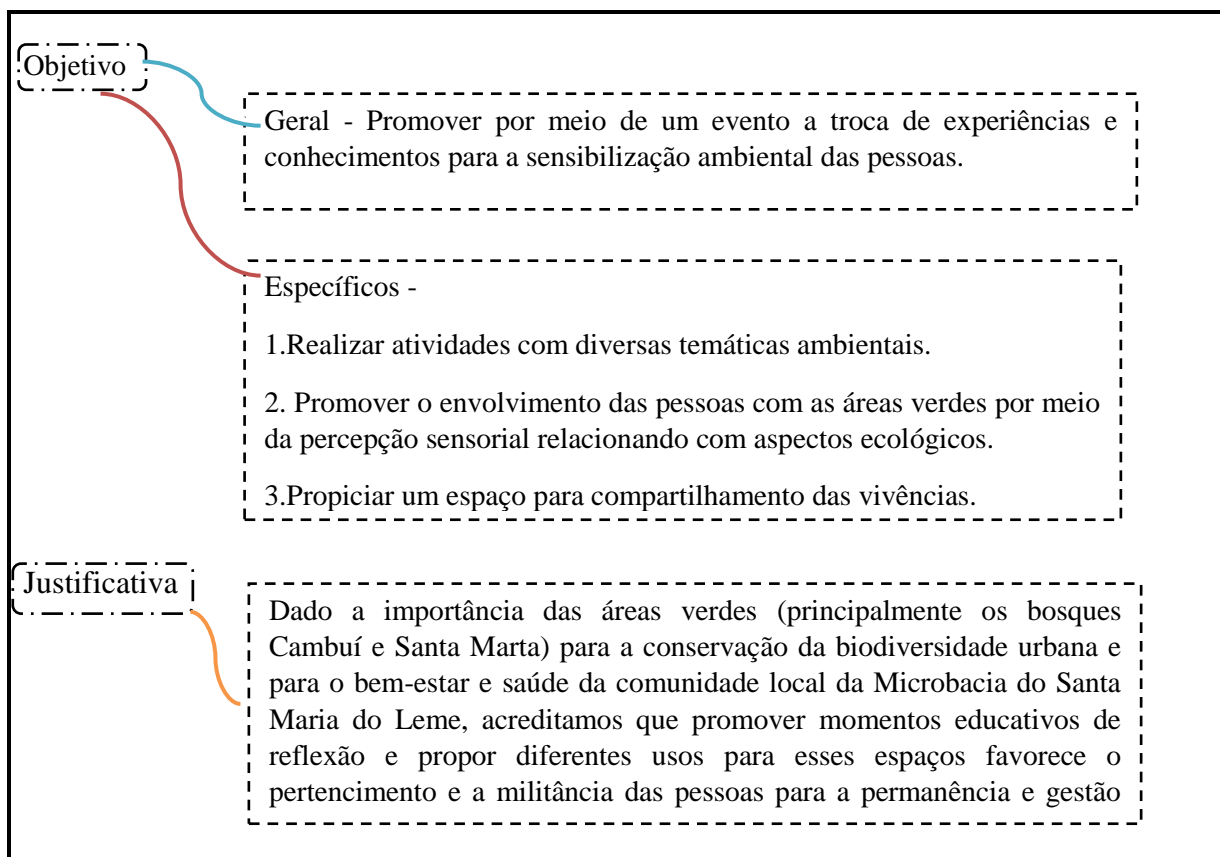 Objetivo
Geral - Promover por meio de um evento a troca de experiências e
conhecimentos para a sensibilização ambiental das pessoas.
Específicos -
1.Realizar atividades com diversas temáticas ambientais.
2. Promover o envolvimento das pessoas com as áreas verdes por meio
da percepção sensorial relacionando com aspectos ecológicos.
3.Propiciar um espaço para compartilhamento das vivências.
Justificativa
Dado a importância das áreas verdes (principalmente os bosques
Cambuí e Santa Marta) para a conservação da biodiversidade urbana e
para o bem-estar e saúde da comunidade local da Microbacia do Santa
Maria do Leme, acreditamos que promover momentos educativos de
reflexão e propor diferentes usos para esses espaços favorece o
pertencimento e a militância das pessoas para a permanência e gestão